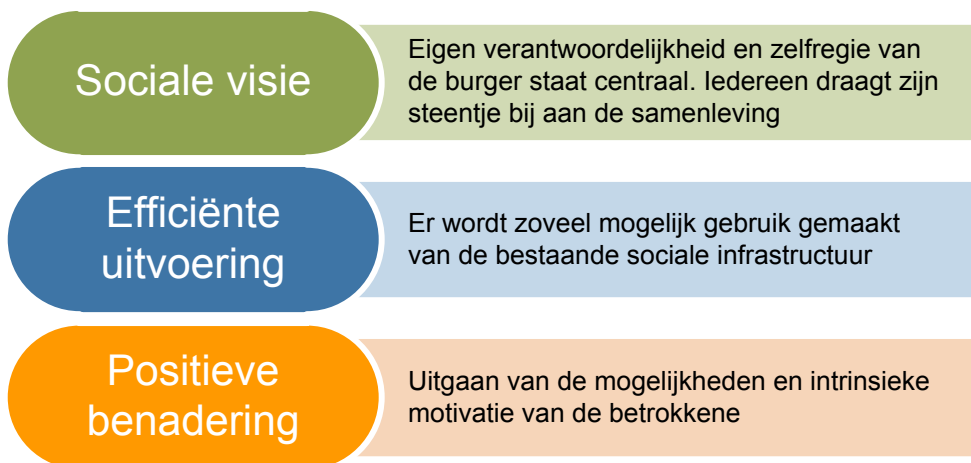 Sociale visie
Eigen verantwoordelijkheid en zelfregie van
de burger staat centraal. Iedereen draagt zijn
steentje bij aan de samenleving
Efficiënte
uitvoering
Er wordt zoveel mogelijk gebruik gemaakt
van de bestaande sociale infrastructuur
Positieve
benadering
Uitgaan van de mogelijkheden en intrinsieke
motivatie van de betrokkene